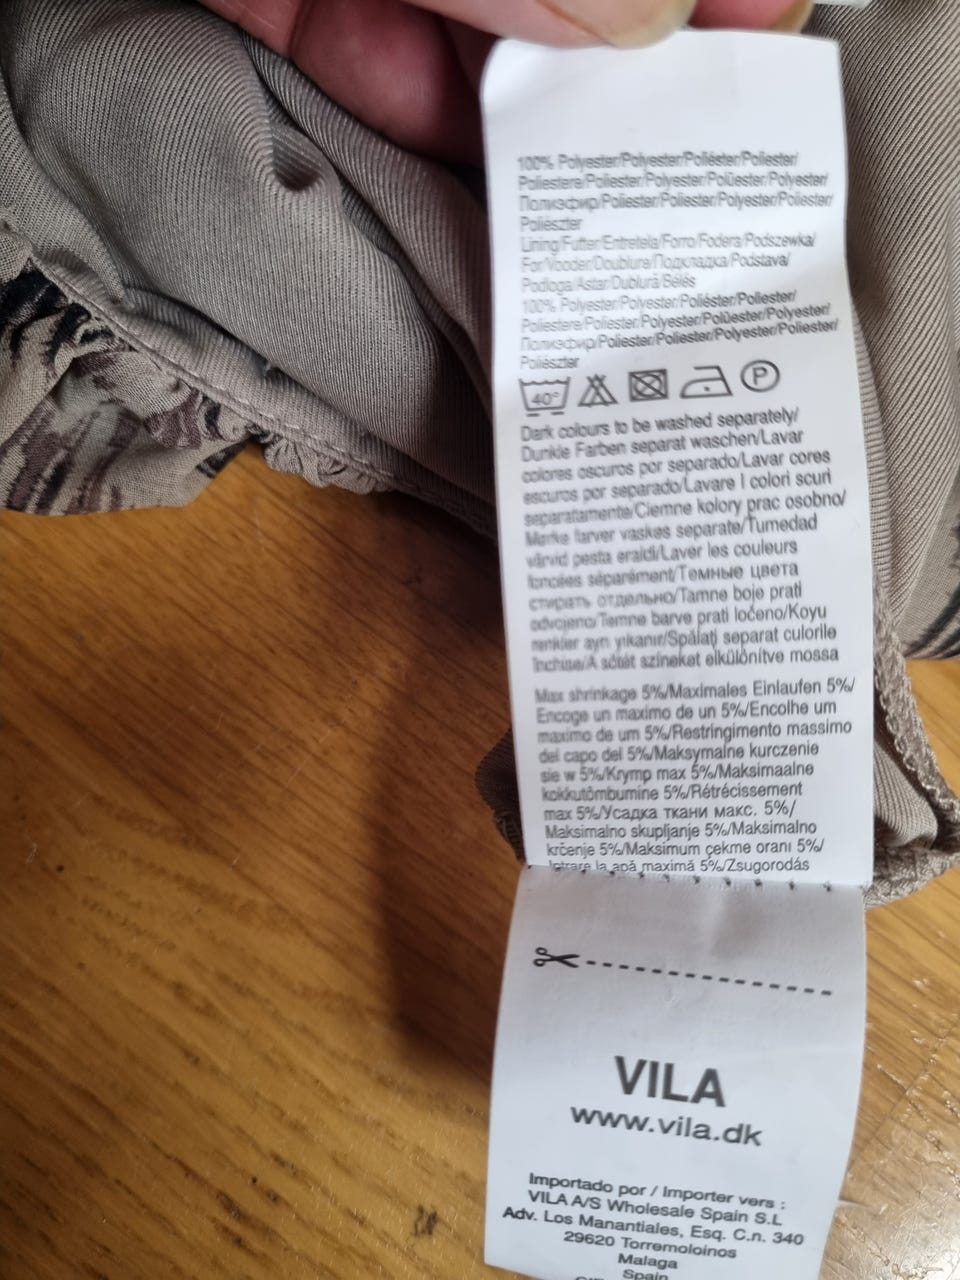 100% Polyester/Polyester/Poliéster/Poliester/
Poliestere/Poliester/Polyester/Polüester/Polyester/
Полиэфир/Poliester/Poliester/Polyester/Poliester/
Poliészter
Lining/Futter/Entretela/Forro/Fodera/Podszewka/
For/Vooder/Doublure/Подкладка/Podstava/
Podloga/Astar/Dublură/Bélés
100% Polyester/Polyester/Poliéster/Poliester/
Poliestere/Poliester/Polyester/Polüester/Polyester/
Полиэфир/Poliester/Poliester/Polyester/Poliester/
Poliészter
40° P
Dark colours to be washed separately/
Dunkle Farben separat waschen/Lavar
colores oscuros por separado/Lavar cores
escuros por separado/Lavare I colori scuri
separatamente/Ciemne kolory prac osobno/
Mørke farver vaskes separate/Tumedad
värvid pesta eraldi/Laver les couleurs
foncées séparément/Темные цвета
стирать отдельно/Tamne boje prati
odvojeno/Temne barve prati ločeno/Koyu
renkler ayrı yıkanır/Spălaţi separat culorile
închise/A sötét színeket elkülönítve mossa
Max shrinkage 5%/Maximales Einlaufen 5%/
Encoge un maximo de un 5%/Encolhe um
maximo de um 5%/Restringimento massimo
del capo del 5%/Maksymalne kurczenie
sie w 5%/Krymp max 5%/Maksimaalne
kokkutõmbumine 5%/Rétrécissement
max 5%/Усадка ткани макс. 5%/
Maksimalno skupljanje 5%/Maksimalno
krčenje 5%/Maksimum çekme oranı 5%/
Intrare la apă maximă 5%/Zsugorodás
VILA
www.vila.dk
Importado por / Importer vers :
VILA A/S Wholesale Spain S.L
Adv. Los Manantiales, Esq. C.n. 340
29620 Torremoloinos
Malaga
Spain